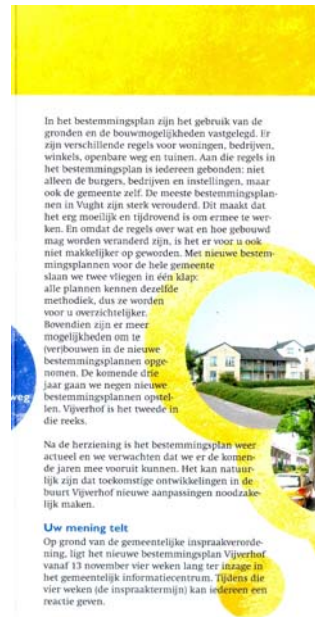 In het bestemmingsplan zijn het gebruik van de
gronden en de bouwmogelijkheden vastgelegd. Er
zijn verschillende regels voor woningen, bedrijven,
winkels, openbare weg en tuinen. Aan die regels in
het bestemmingsplan is iedereen gebonden: niet
alleen de burgers, bedrijven en instellingen, maar
ook de gemeente zelf. De meeste bestemmingsplan-
nen in Vught zijn sterk verouderd. Dit maakt dat
het erg moeilijk en tijdrovend is om ermee te wer-
ken. En omdat de regels over wat en hoe gebouwd
mag worden veranderd zijn, is het er voor u ook
niet makkelijker op geworden. Met nieuwe bestem-
mingsplannen voor de hele gemeente
slaan we twee vliegen in één klap:
alle plannen kennen dezelfde
methodiek, dus ze worden
voor u overzichtelijker.
Bovendien zijn er meer
mogelijkheden om te
(ver)bouwen in de nieuwe
bestemmingsplannen opge-
nomen. De komende drie
jaar gaan we negen nieuwe
bestemmingsplannen opstel-
len. Vijverhof is het tweede in
die reeks.
weg
Na de herziening is het bestemmingsplan weer
actueel en we verwachten dat we er de komen-
de jaren mee vooruit kunnen. Het kan natuur-
lijk zijn dat toekomstige ontwikkelingen in de
buurt Vijverhof nieuwe aanpassingen noodzake-
lijk maken.
Uw mening telt
Op grond van de gemeentelijke inspraakverorde-
ning, ligt het nieuwe bestemmingsplan Vijverhof
vanaf 13 november vier weken lang ter inzage in
het gemeentelijk informatiecentrum. Tijdens die
vier weken (de inspraaktermijn) kan iedereen een
reactie geven.